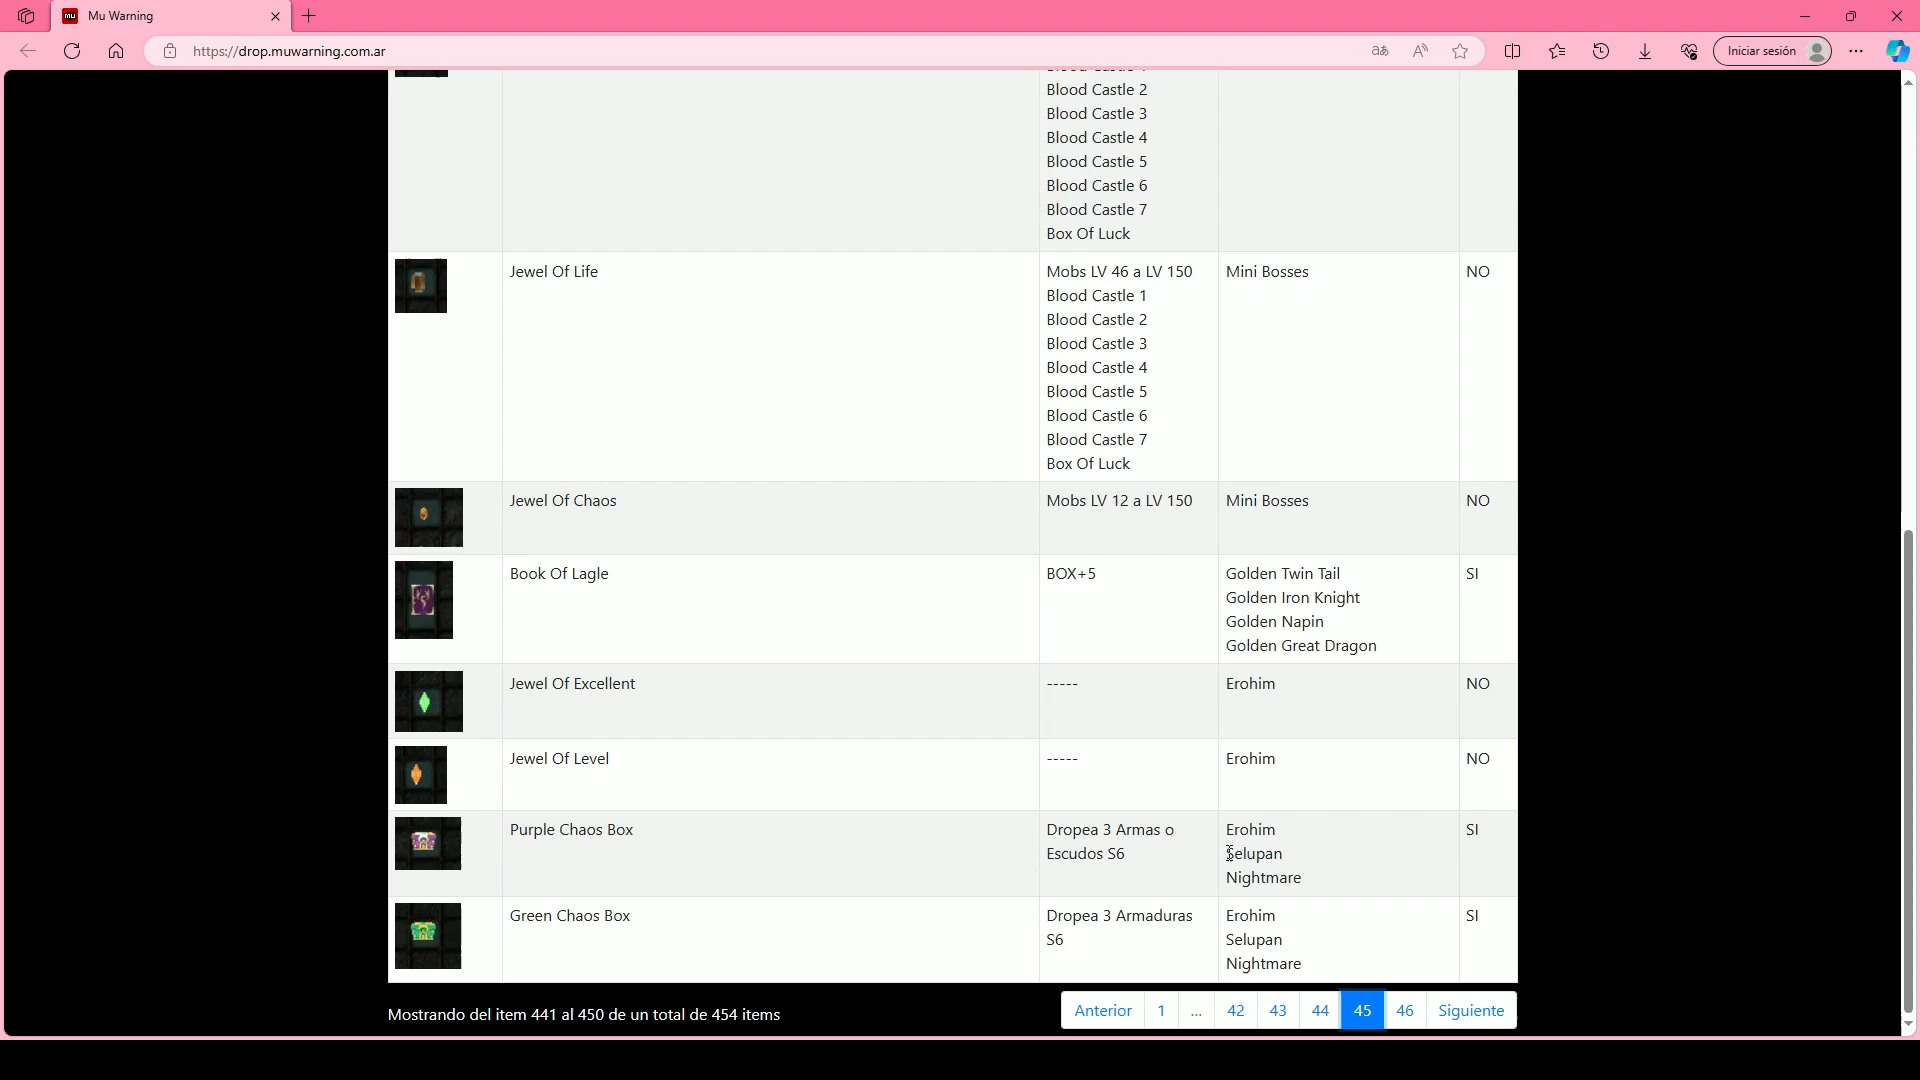 Mu Warning
https://drop.muwarning.com.ar
Iniciar sesión
Blood Castle 2
Blood Castle 3
Blood Castle 4
Blood Castle 5
Blood Castle 6
Blood Castle 7
Box Of Luck
Jewel Of Life
Mobs LV 46 a LV 150
Blood Castle 1
Blood Castle 2
Blood Castle 3
Blood Castle 4
Blood Castle 5
Blood Castle 6
Blood Castle 7
Box Of Luck
Mini Bosses
NO
Jewel Of Chaos
Mobs LV 12 a LV 150
Mini Bosses
NO
Book Of Lagle
BOX+5
Golden Twin Tail
Golden Iron Knight
Golden Napin
Golden Great Dragon
SI
Jewel Of Excellent
-----
Erohim
NO
Jewel Of Level
-----
Erohim
NO
Purple Chaos Box
Dropea 3 Armas o
Escudos S6
Erohim
Selupan
Nightmare
SI
Green Chaos Box
Dropea 3 Armaduras
S6
Erohim
Selupan
Nightmare
SI
Mostrando del item 441 al 450 de un total de 454 items
Anterior 1 ... 42 43 44 45 46 Siguiente